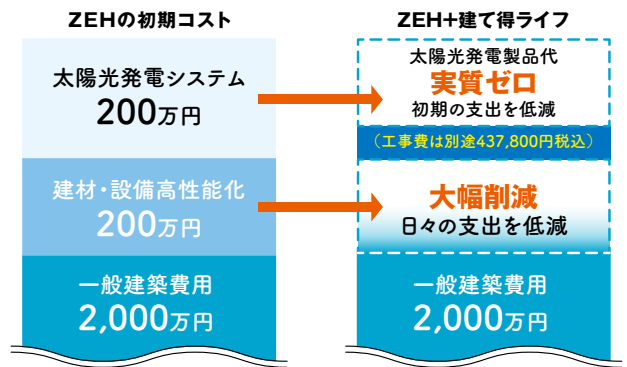 ZEHの初期コスト
太陽光発電システム
200万円
建材・設備高性能化
200万円
一般建築費用
2,000万円
ZEH+建て得ライフ
太陽光発電製品代
実質ゼロ
初期の支出を低減
（工事費は別途437,800円税込）
大幅削減
日々の支出を低減
一般建築費用
2,000万円